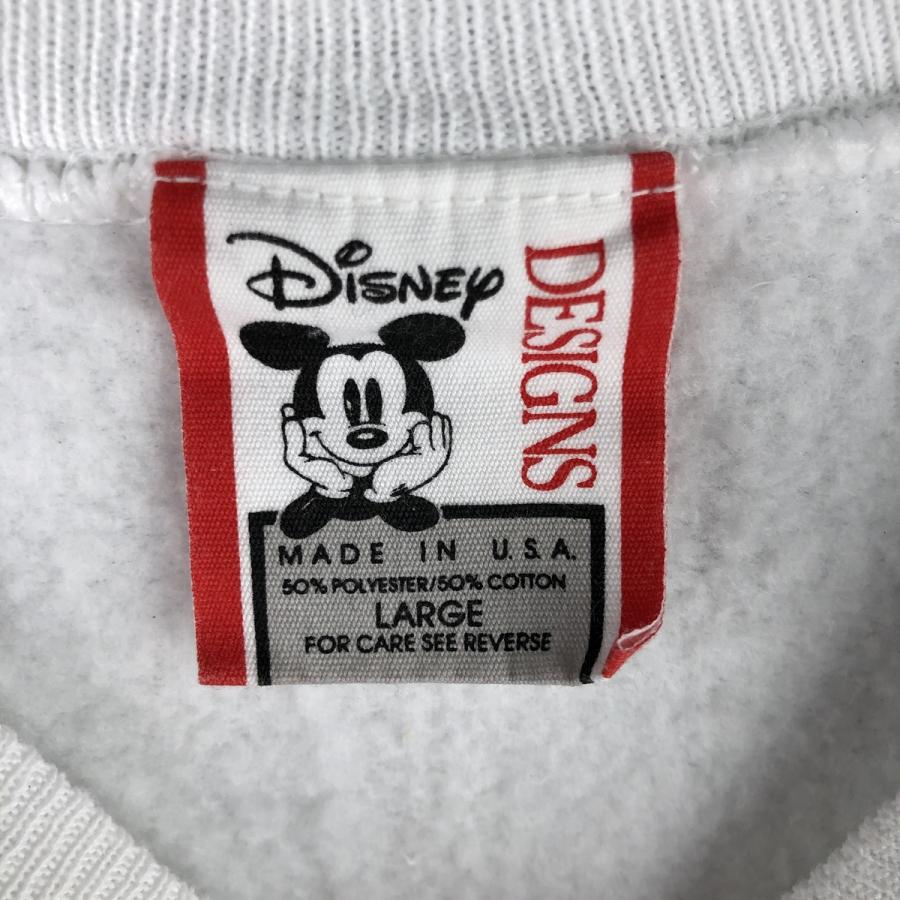 Disney
DESIGNS
MADE IN U.S.A.
50% POLYESTER/50% COTTON
LARGE
FOR CARE SEE REVERSE